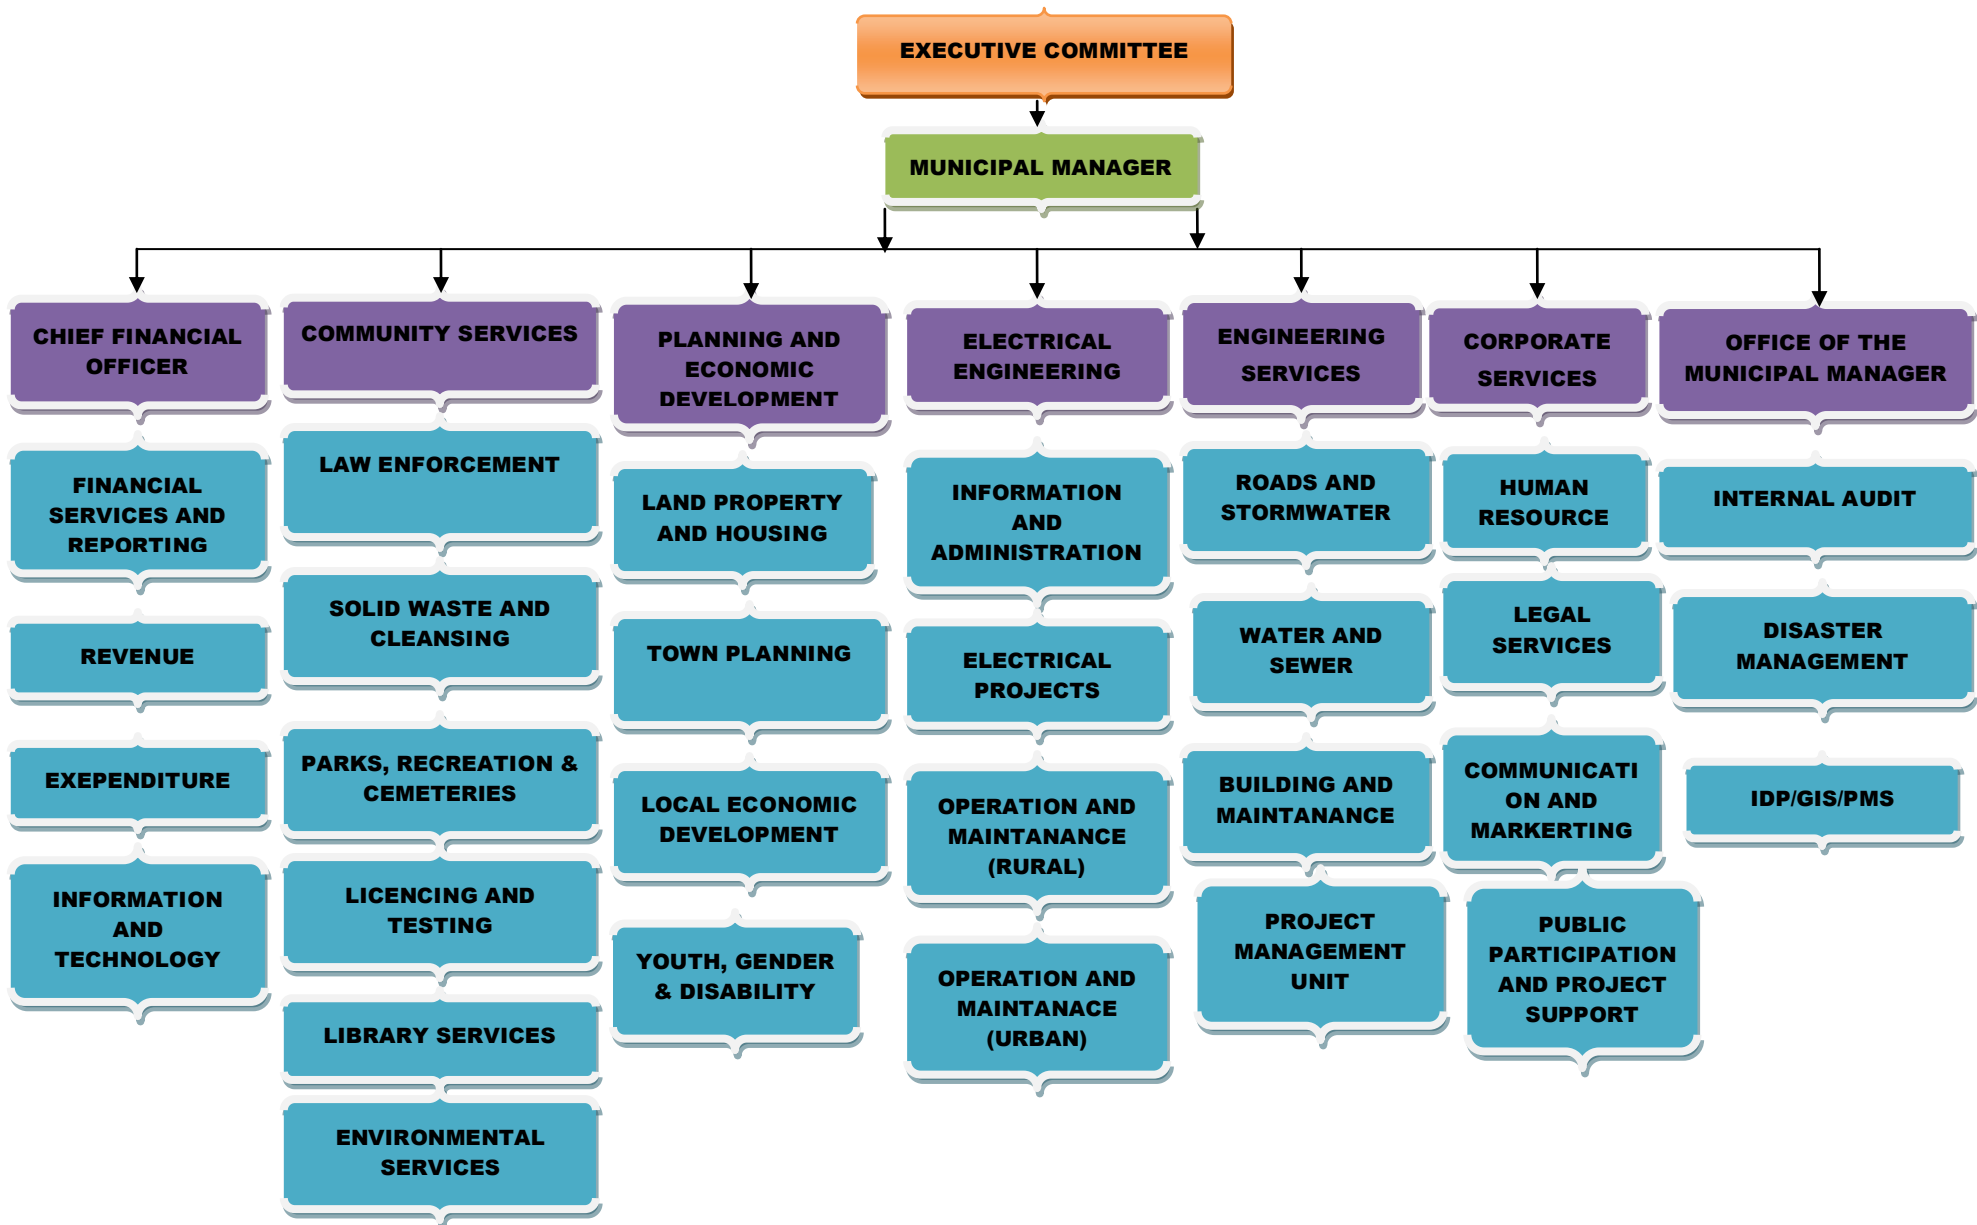 EXECUTIVE COMMITTEE
MUNICIPAL MANAGER
CHIEF FINANCIAL
OFFICER
FINANCIAL
SERVICES AND
REPORTING
REVENUE
EXEPENDITURE
INFORMATION
AND
TECHNOLOGY
COMMUNITY SERVICES
LAW ENFORCEMENT
SOLID WASTE AND
CLEANSING
PARKS, RECREATION &
CEMETERIES
LICENCING AND
TESTING
LIBRARY SERVICES
ENVIRONMENTAL
SERVICES
PLANNING AND
ECONOMIC
DEVELOPMENT
LAND PROPERTY
AND HOUSING
TOWN PLANNING
LOCAL ECONOMIC
DEVELOPMENT
YOUTH, GENDER
& DISABILITY
ELECTRICAL
ENGINEERING
INFORMATION
AND
ADMINISTRATION
ELECTRICAL
PROJECTS
OPERATION AND
MAINTANANCE
(RURAL)
OPERATION AND
MAINTANACE
(URBAN)
ENGINEERING
SERVICES
ROADS AND
STORMWATER
WATER AND
SEWER
BUILDING AND
MAINTANANCE
PROJECT
MANAGEMENT
UNIT
CORPORATE
SERVICES
HUMAN
RESOURCE
LEGAL
SERVICES
COMMUNICATI
ON AND
MARKERTING
PUBLIC
PARTICIPATION
AND PROJECT
SUPPORT
OFFICE OF THE
MUNICIPAL MANAGER
INTERNAL AUDIT
DISASTER
MANAGEMENT
IDP/GIS/PMS